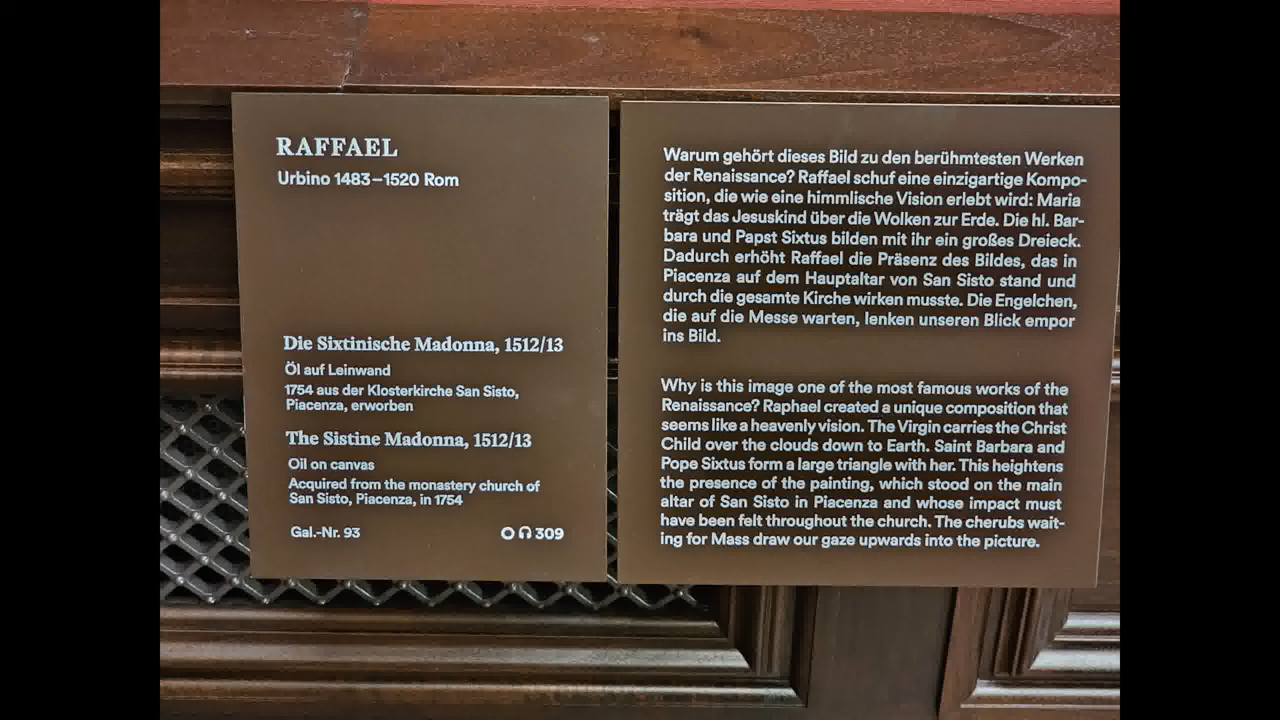 RAFFAEL
Urbino 1483–1520 Rom
Die Sixtinische Madonna, 1512/13
Öl auf Leinwand
1754 aus der Klosterkirche San Sisto,
Piacenza, erworben
The Sistine Madonna, 1512/13
Oil on canvas
Acquired from the monastery church of
San Sisto, Piacenza, in 1754
Gal.-Nr. 93
309
Warum gehört dieses Bild zu den berühmtesten Werken
der Renaissance? Raffael schuf eine einzigartige Kompo-
sition, die wie eine himmlische Vision erlebt wird: Maria
trägt das Jesuskind über die Wolken zur Erde. Die hl. Bar-
bara und Papst Sixtus bilden mit ihr ein großes Dreieck.
Dadurch erhöht Raffael die Präsenz des Bildes, das in
Piacenza auf dem Hauptaltar von San Sisto stand und
durch die gesamte Kirche wirken musste. Die Engelchen,
die auf die Messe warten, lenken unseren Blick empor
ins Bild.
Why is this image one of the most famous works of the
Renaissance? Raphael created a unique composition that
seems like a heavenly vision. The Virgin carries the Christ
Child over the clouds down to Earth. Saint Barbara and
Pope Sixtus form a large triangle with her. This heightens
the presence of the painting, which stood on the main
altar of San Sisto in Piacenza and whose impact must
have been felt throughout the church. The cherubs wait-
ing for Mass draw our gaze upwards into the picture.